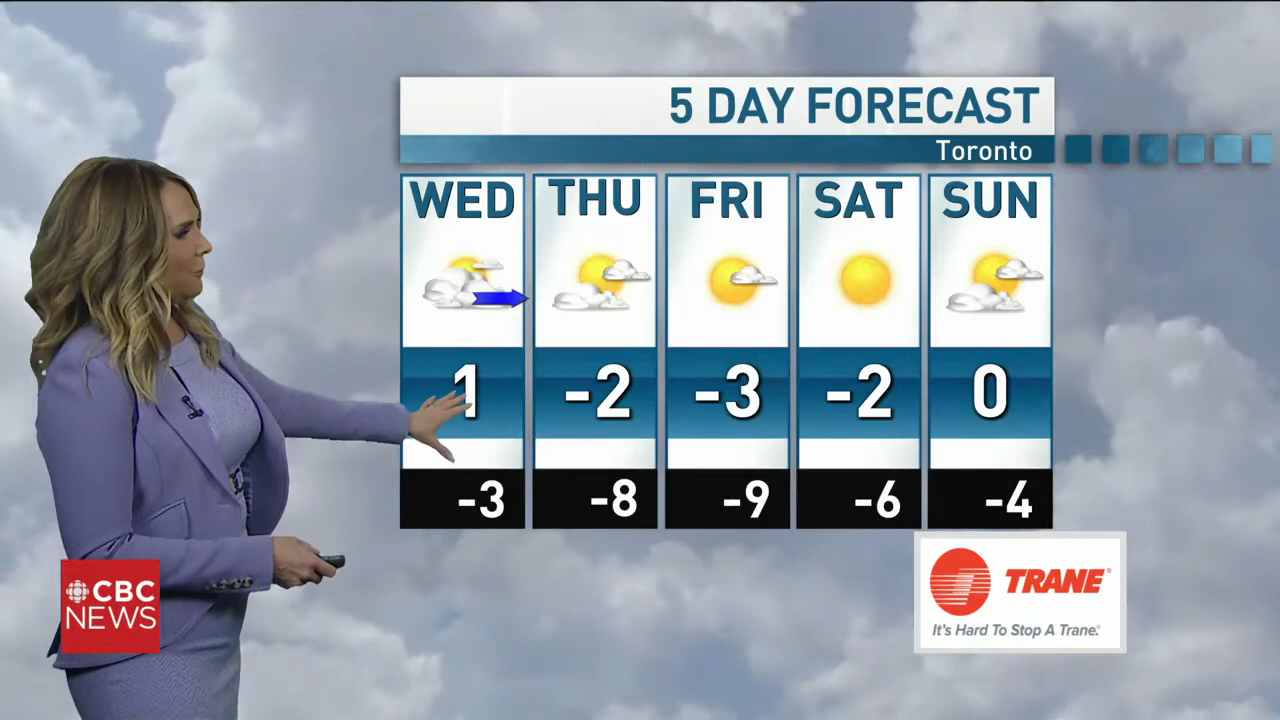 5 DAY FORECAST
Toronto
WED THU FRI SAT SUN
1 -2 -3 -2 0
-3 -8 -9 -6 -4
CBC
NEWS
TRANE®
It's Hard To Stop A Trane.®